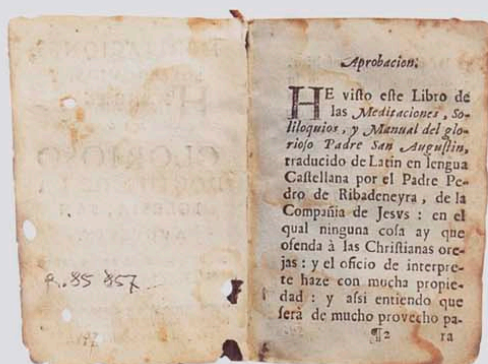 R. 85 857
Aprobacion.
HE visto este Libro de
las Meditaciones, So-
liloquios, y Manual del glo-
rioso Padre San Augustin,
traducido de Latin en lengua
Castellana por el Padre Pe-
dro de Ribadeneyra, de la
Compañia de Jesvs : en el
qual ninguna cosa ay que
ofenda à las Christianas ore-
jas : y el oficio de interpre-
te haze con mucha propie-
dad : y assi entiendo que
serà de mucho provecho pa-
¶2 ra